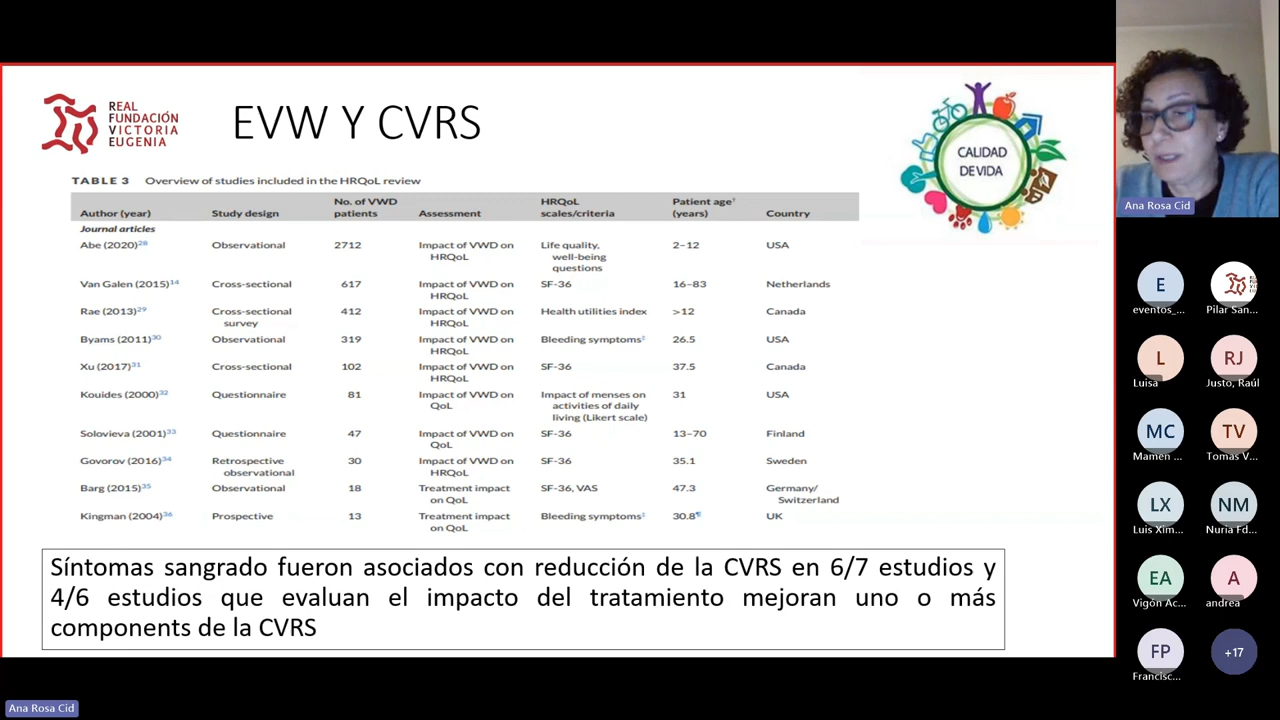 REAL
FUNDACIÓN
VICTORIA
EUGENIA
EVW Y CVRS
CALIDAD
DE VIDA
TABLE 3 Overview of studies included in the HRQoL review
Author (year) Study design No. of VWD patients Assessment HRQoL scales/criteria Patient age† (years) Country
Journal articles
Abe (2020)28 Observational 2712 Impact of VWD on HRQoL Life quality, well-being questions 2–12 USA
Van Galen (2015)14 Cross-sectional 617 Impact of VWD on HRQoL SF-36 16–83 Netherlands
Rae (2013)29 Cross-sectional survey 412 Impact of VWD on HRQoL Health utilities index >12 Canada
Byams (2011)30 Observational 319 Impact of VWD on HRQoL Bleeding symptoms‡ 26.5 USA
Xu (2017)31 Cross-sectional 102 Impact of VWD on HRQoL SF-36 37.5 Canada
Kouides (2000)32 Questionnaire 81 Impact of VWD on QoL Impact of menses on activities of daily living (Likert scale) 31 USA
Solovieva (2001)33 Questionnaire 47 Impact of VWD on QoL SF-36 13–70 Finland
Govorov (2016)34 Retrospective observational 30 Impact of VWD on HRQoL SF-36 35.1 Sweden
Barg (2015)35 Observational 18 Treatment impact on QoL SF-36, VAS 47.3 Germany/ Switzerland
Kingman (2004)36 Prospective 13 Treatment impact on QoL Bleeding symptoms‡ 30.8¶ UK
Síntomas sangrado fueron asociados con reducción de la CVRS en 6/7 estudios y
4/6 estudios que evaluan el impacto del tratamiento mejoran uno o más
components de la CVRS
Ana Rosa Cid
Ana Rosa Cid
E
eventos_...
Pilar San...
L
Luisa
RJ
Justo, Raúl
MC
Mamen ...
TV
Tomas V...
LX
Luis Xim...
NM
Nuria Fd...
EA
Vigón Ac...
A
andrea
FP
Francisc...
+17